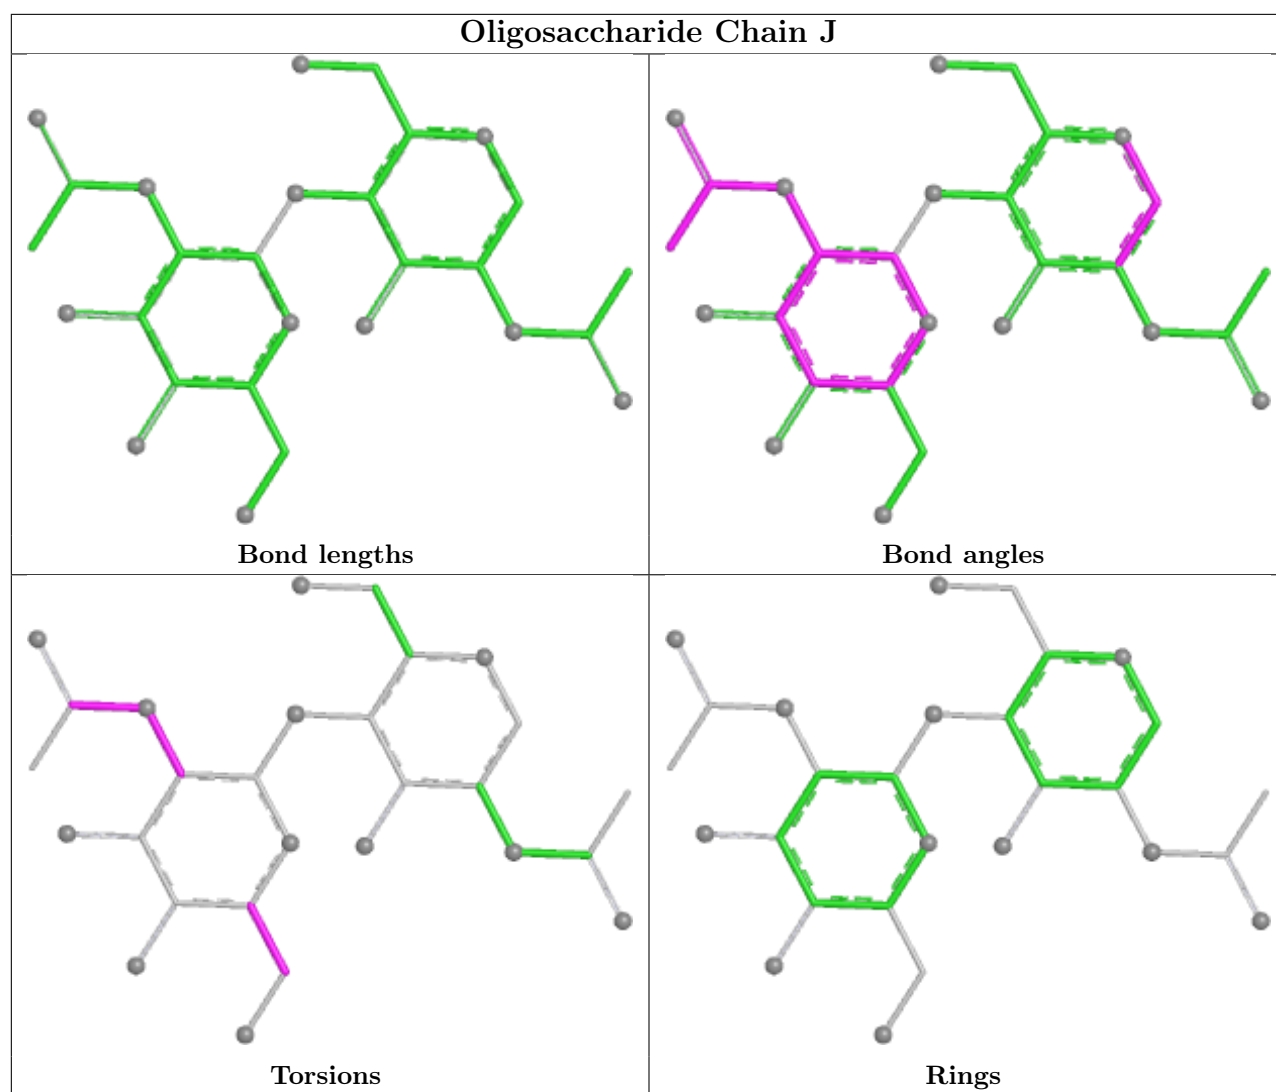 Oligosaccharide Chain J
Bond lengths
Bond angles
Torsions
Rings